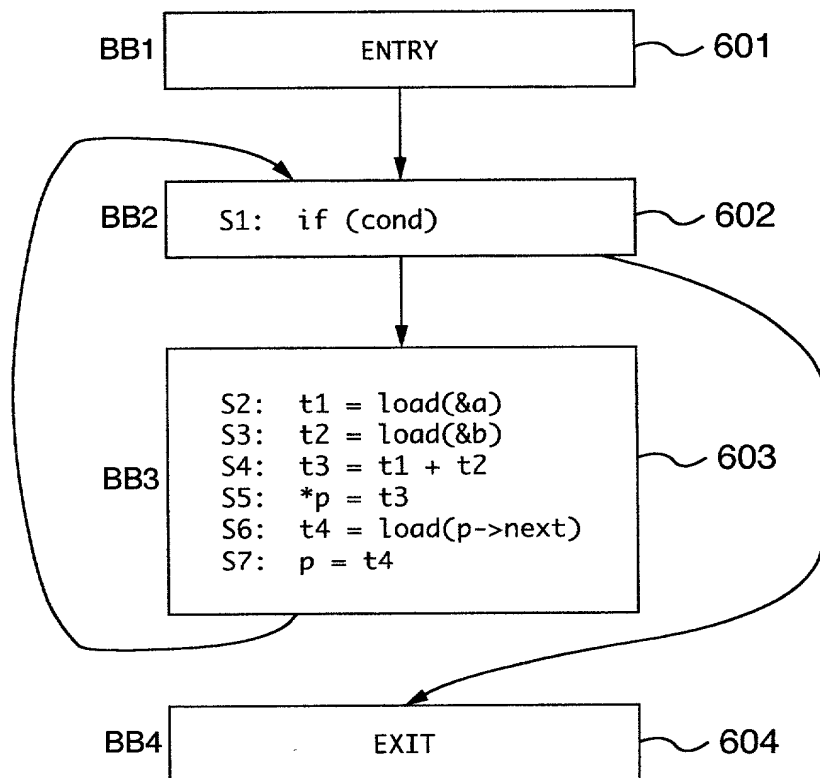 BB1 ENTRY 601
BB2 S1: if (cond) 602
S2: t1 = load(&a)
S3: t2 = load(&b)
S4: t3 = t1 + t2
BB3 603
S5: *p = t3
S6: t4 = load(p->next)
S7: p = t4
BB4 EXIT 604